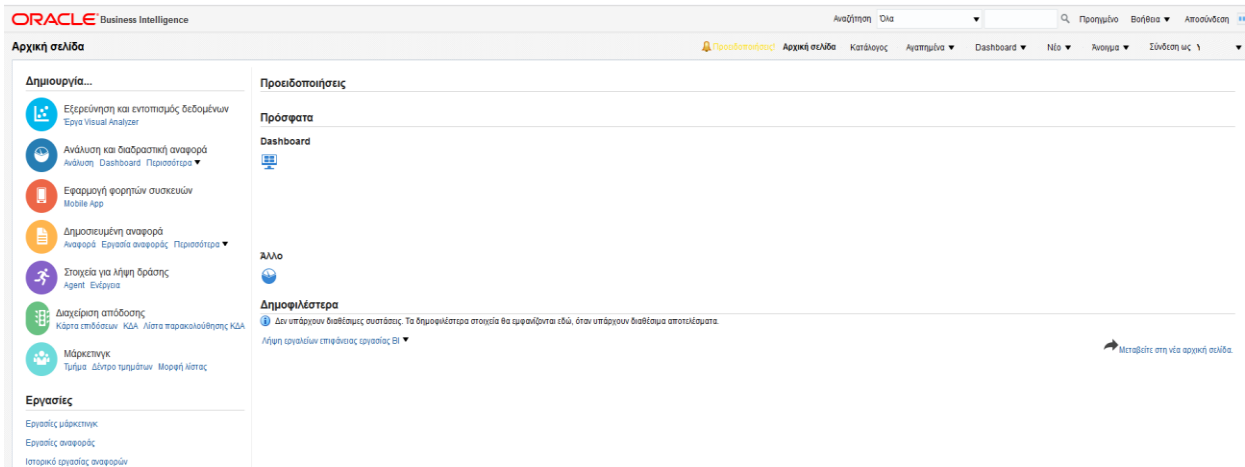 ORACLE Business Intelligence
Αναζήτηση Όλα Προηγμένο Βοήθεια Αποσύνδεση
Αρχική σελίδα
Προειδοποιήσεις! Αρχική σελίδα Κατάλογος Αγαπημένα Dashboard Νέο Άνοιγμα Σύνδεση ως
Δημιουργία...
Εξερεύνηση και εντοπισμός δεδομένων
Έργα Visual Analyzer
Ανάλυση και διαδραστική αναφορά
Ανάλυση Dashboard Περισσότερα
Εφαρμογή φορητών συσκευών
Mobile App
Δημοσιευμένη αναφορά
Αναφορά Εργασία αναφοράς Περισσότερα
Στοιχεία για λήψη δράσης
Agent Ενέργεια
Διαχείριση απόδοσης
Κάρτα επιδόσεων ΚΔΑ Λίστα παρακολούθησης ΚΔΑ
Μάρκετινγκ
Τμήμα Δέντρο τμημάτων Μορφή λίστας
Εργασίες
Εργασίες μάρκετινγκ
Εργασίες αναφοράς
Ιστορικό εργασίας αναφορών
Προειδοποιήσεις
Πρόσφατα
Dashboard
Άλλο
Δημοφιλέστερα
Δεν υπάρχουν διαθέσιμες συστάσεις. Τα δημοφιλέστερα στοιχεία θα εμφανίζονται εδώ, όταν υπάρχουν διαθέσιμα αποτελέσματα.
Λήψη εργαλείων επιφάνειας εργασίας BI
Μεταβείτε στη νέα αρχική σελίδα.